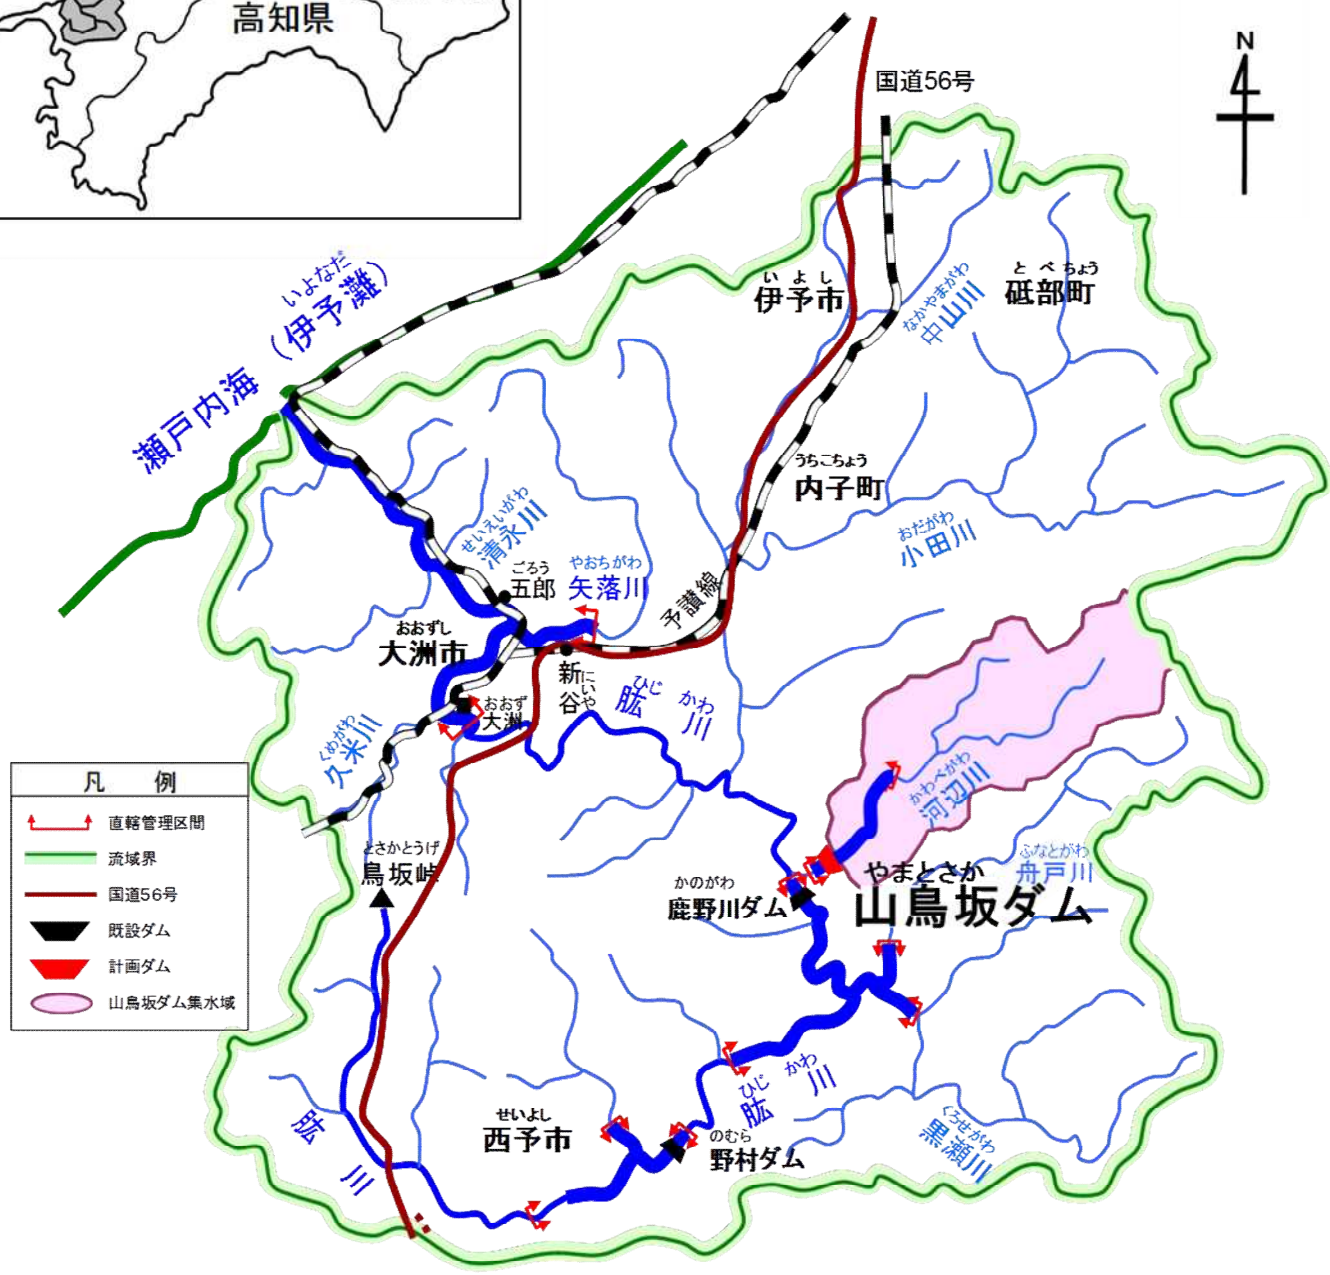 高知県
N
国道56号
いよなだ
瀬戸内海(伊予灘)
いよし
伊予市
なかやまがわ
中山川
とべちょう
砥部町
うちこちょう
内子町
おだがわ
小田川
せいえいがわ
清永川
ごろう
五郎
やおちがわ
矢落川
予讃線
おおずし
大洲市
新谷
にいや
おおず
大洲
ひじ かわ
肱 川
くめがわ
久米川
凡 例
直轄管理区間
流域界
国道56号
既設ダム
計画ダム
山鳥坂ダム集水域
とさかとうげ
鳥坂峠
かわべがわ
河辺川
ふなとがわ
舟戸川
やまとさか
山鳥坂ダム
かのがわ
鹿野川ダム
ひじ かわ
肱 川
せいよし
西予市
のむら
野村ダム
くろせがわ
黒瀬川
肱 川